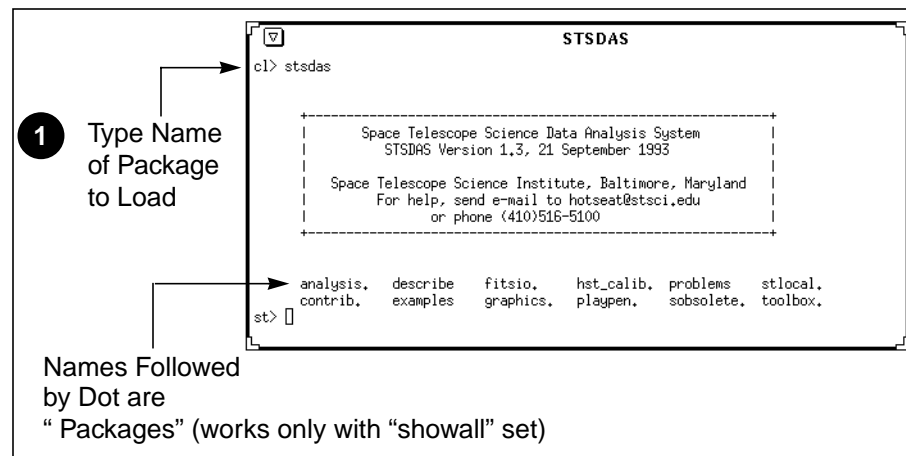 STSDAS
cl> stsdas
1
Type Name
of Package
to Load
Space Telescope Science Data Analysis System
STSDAS Version 1.3, 21 September 1993
Space Telescope Science Institute, Baltimore, Maryland
For help, send e-mail to hotseat@stsci.edu
or phone (410)516-5100
analysis. describe fitsio. hst_calib. problems stlocal.
contrib. examples graphics. playpen. sobsolete. toolbox.
st>
Names Followed
by Dot are
“ Packages” (works only with “showall” set)